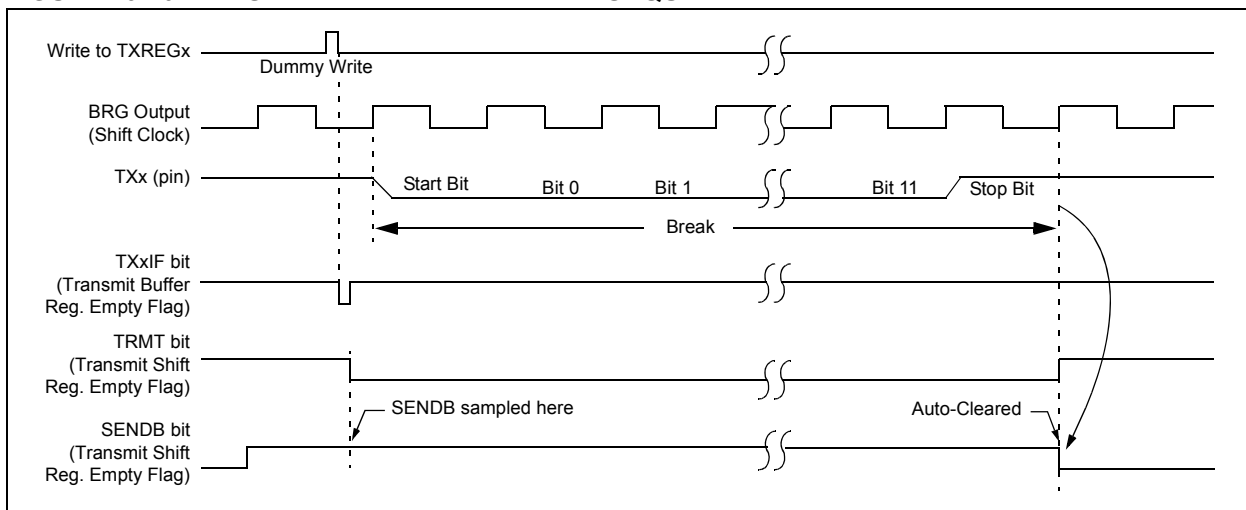 Write to TXREGx
Dummy Write
BRG Output
(Shift Clock)
TXx (pin)
Start Bit
Bit 0
Bit 1
Bit 11
Stop Bit
Break
TXxIF bit
(Transmit Buffer
Reg. Empty Flag)
TRMT bit
(Transmit Shift
Reg. Empty Flag)
SENDB sampled here
Auto-Cleared
SENDB bit
(Transmit Shift
Reg. Empty Flag)